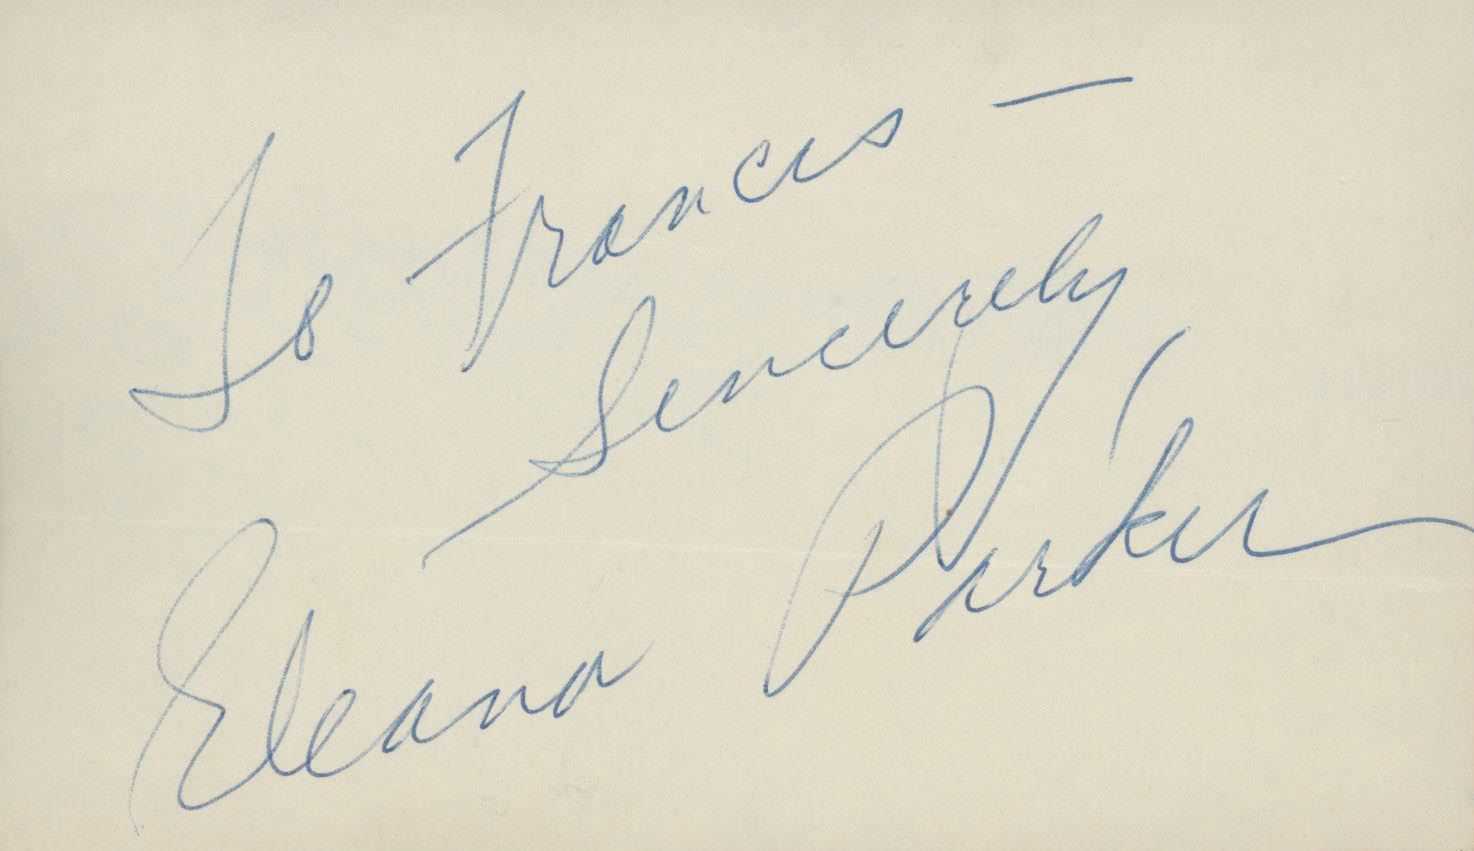 To Francis —
Sincerely
Eleanor Parker